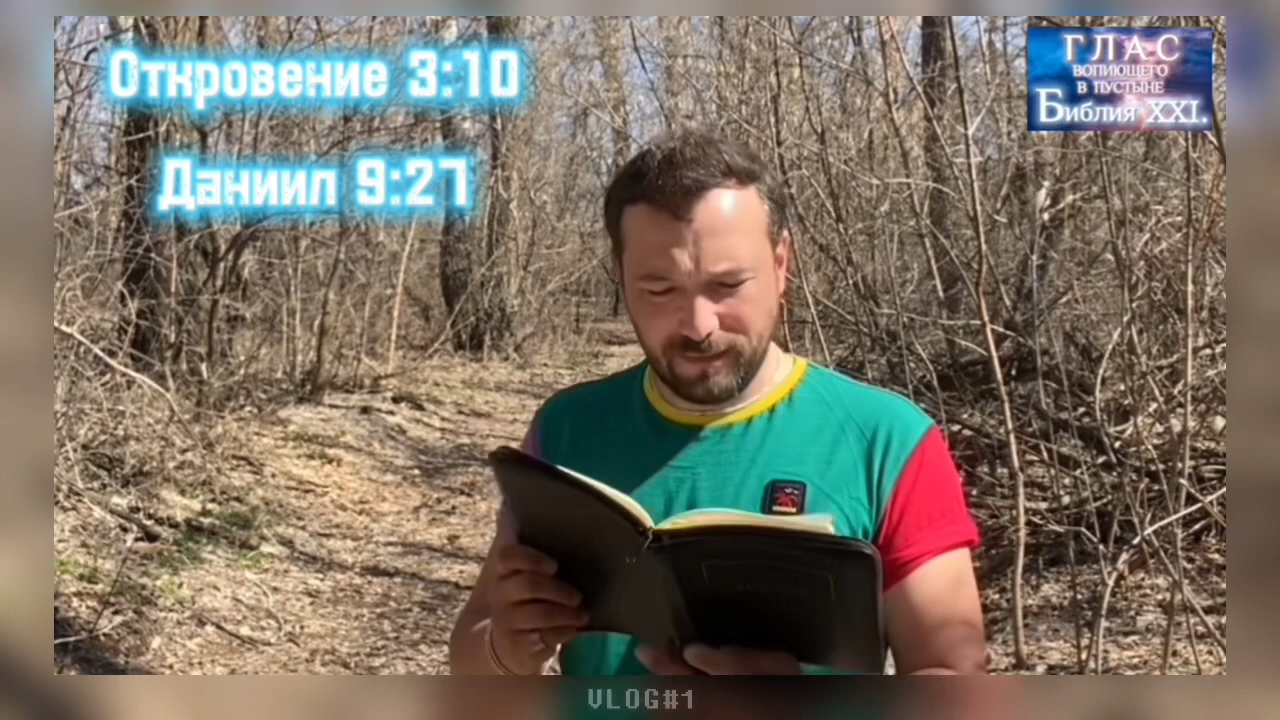 Откровение 3:10
Даниил 9:27
ГЛАС
ВОПИЮЩЕГО
В ПУСТЫНЕ
Библия XXI.
VLOG#1